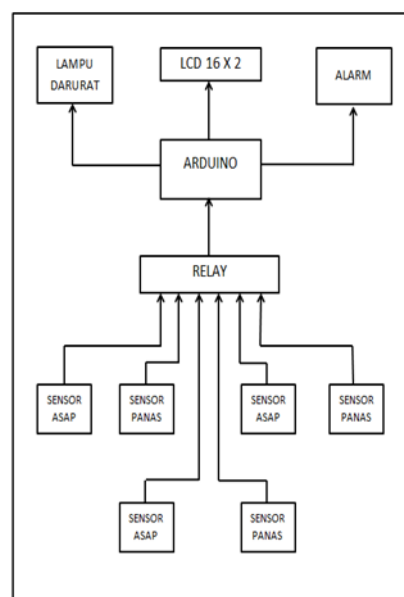 LAMPU
DARURAT
LCD 16 X 2
ALARM
ARDUINO
RELAY
SENSOR
ASAP
SENSOR
PANAS
SENSOR
ASAP
SENSOR
PANAS
SENSOR
ASAP
SENSOR
PANAS